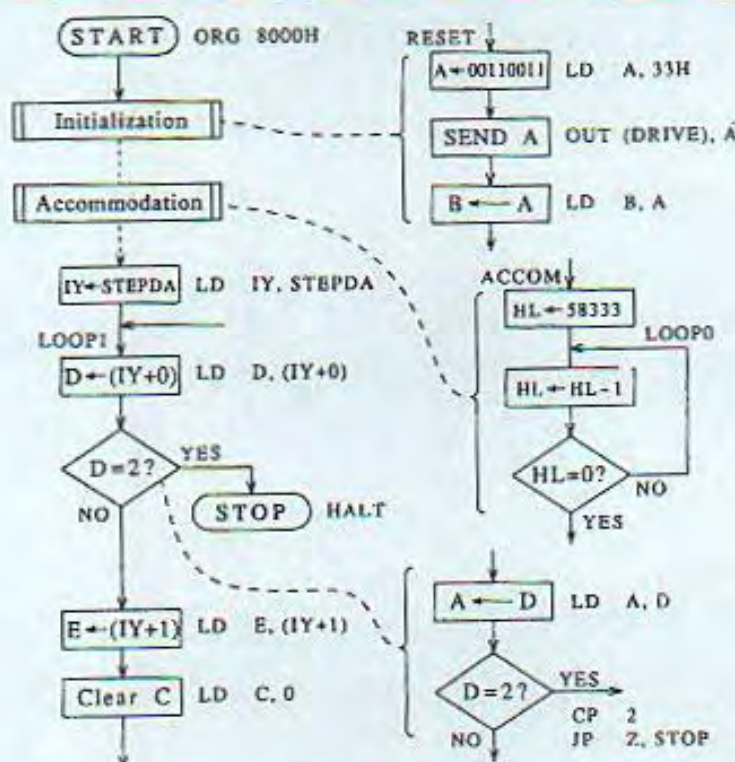 START ORG 8000H
Initialization
Accommodation
IY←STEPDA LD IY, STEPDA
LOOP1
D←(IY+0) LD D, (IY+0)
D=2?
YES
NO
STOP HALT
E←(IY+1) LD E, (IY+1)
Clear C LD C, 0
RESET
A←00110011 LD A, 33H
SEND A OUT (DRIVE), A
B ← A LD B, A
ACCOM
HL←58333
LOOP0
HL←HL-1
HL=0?
NO
YES
A ← D LD A, D
D=2?
YES
CP 2
NO
JP Z, STOP